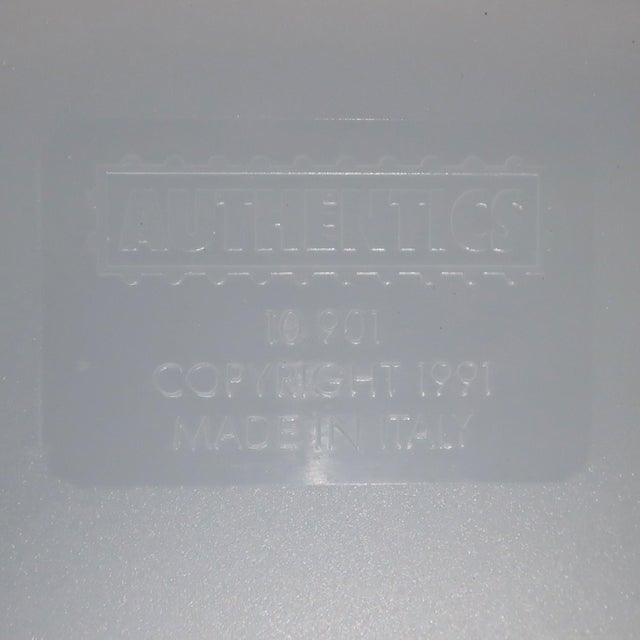 AUTHENTICS
10 901
COPYRIGHT 1991
MADE IN ITALY